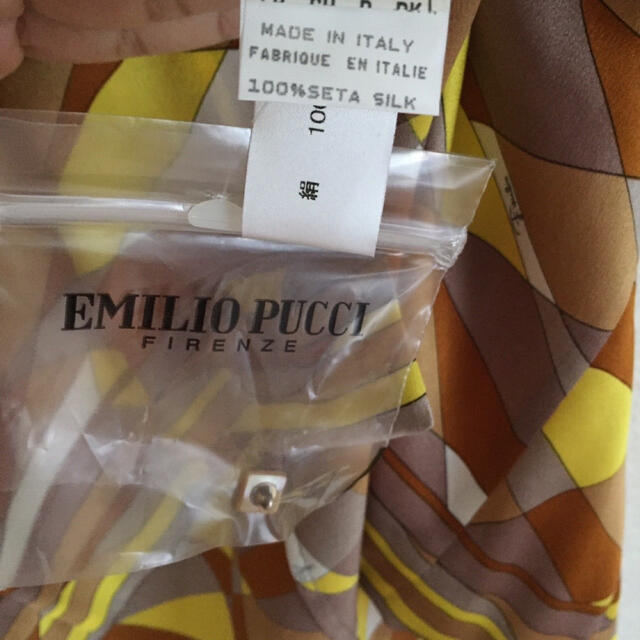 MADE IN ITALY
FABRIQUE EN ITALIE
100%SETA SILK
絹
EMILIO PUCCI
FIRENZE